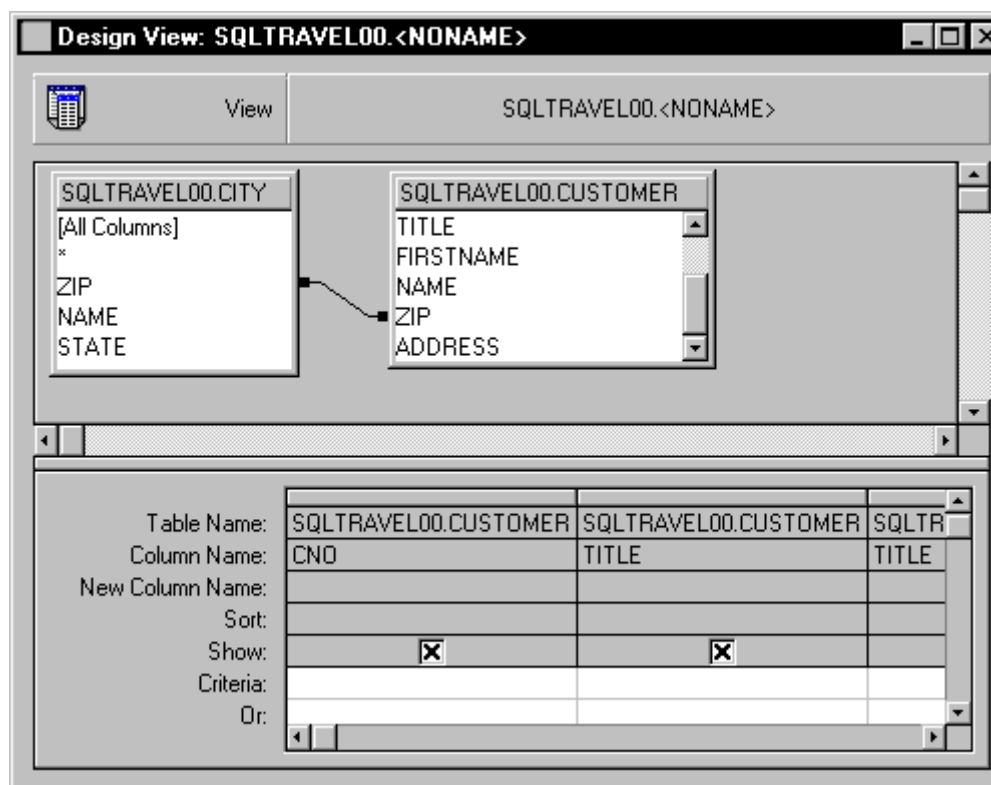 Design View: SQLTRAVEL00.<NONAME>
View
SQLTRAVEL00.<NONAME>
SQLTRAVEL00.CITY
[All Columns]
*
ZIP
NAME
STATE
SQLTRAVEL00.CUSTOMER
TITLE
FIRSTNAME
NAME
ZIP
ADDRESS
Table Name: SQLTRAVEL00.CUSTOMER SQLTRAVEL00.CUSTOMER SQLTR
Column Name: CNO TITLE TITLE
New Column Name:
Sort:
Show:
Criteria:
Or: